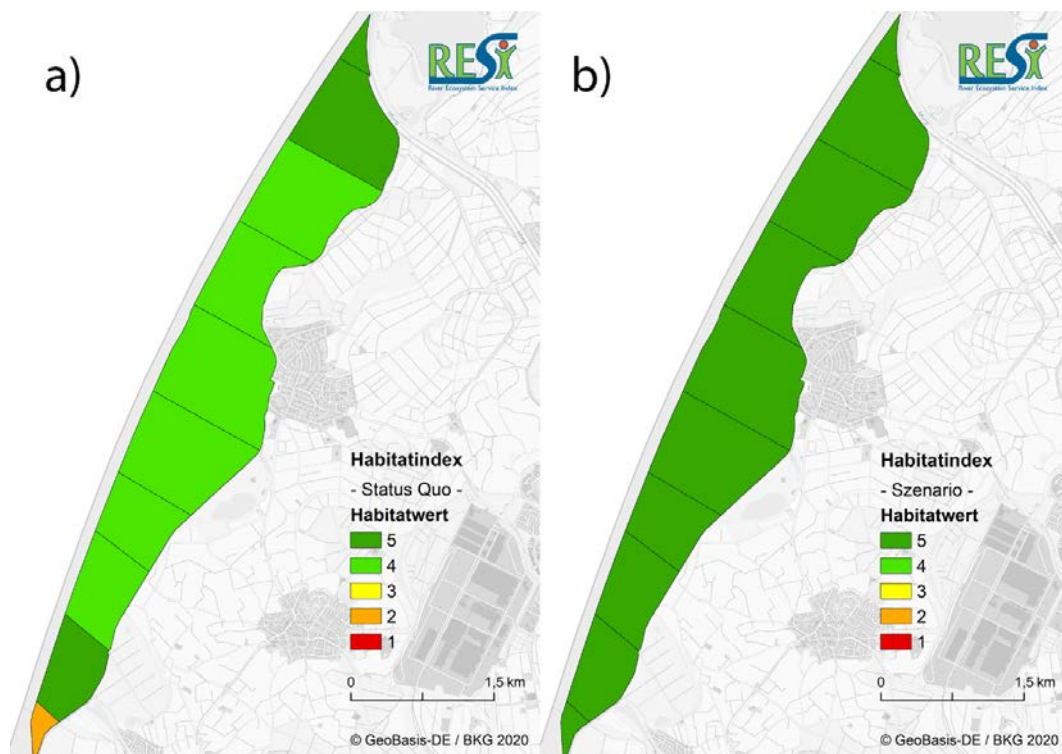 a)
RESI
River Ecosystem Service Index
Habitatindex
- Status Quo -
Habitatwert
5
4
3
2
1
0 1,5 km
© GeoBasis-DE / BKG 2020
b)
RESI
River Ecosystem Service Index
Habitatindex
- Szenario -
Habitatwert
5
4
3
2
1
0 1,5 km
© GeoBasis-DE / BKG 2020